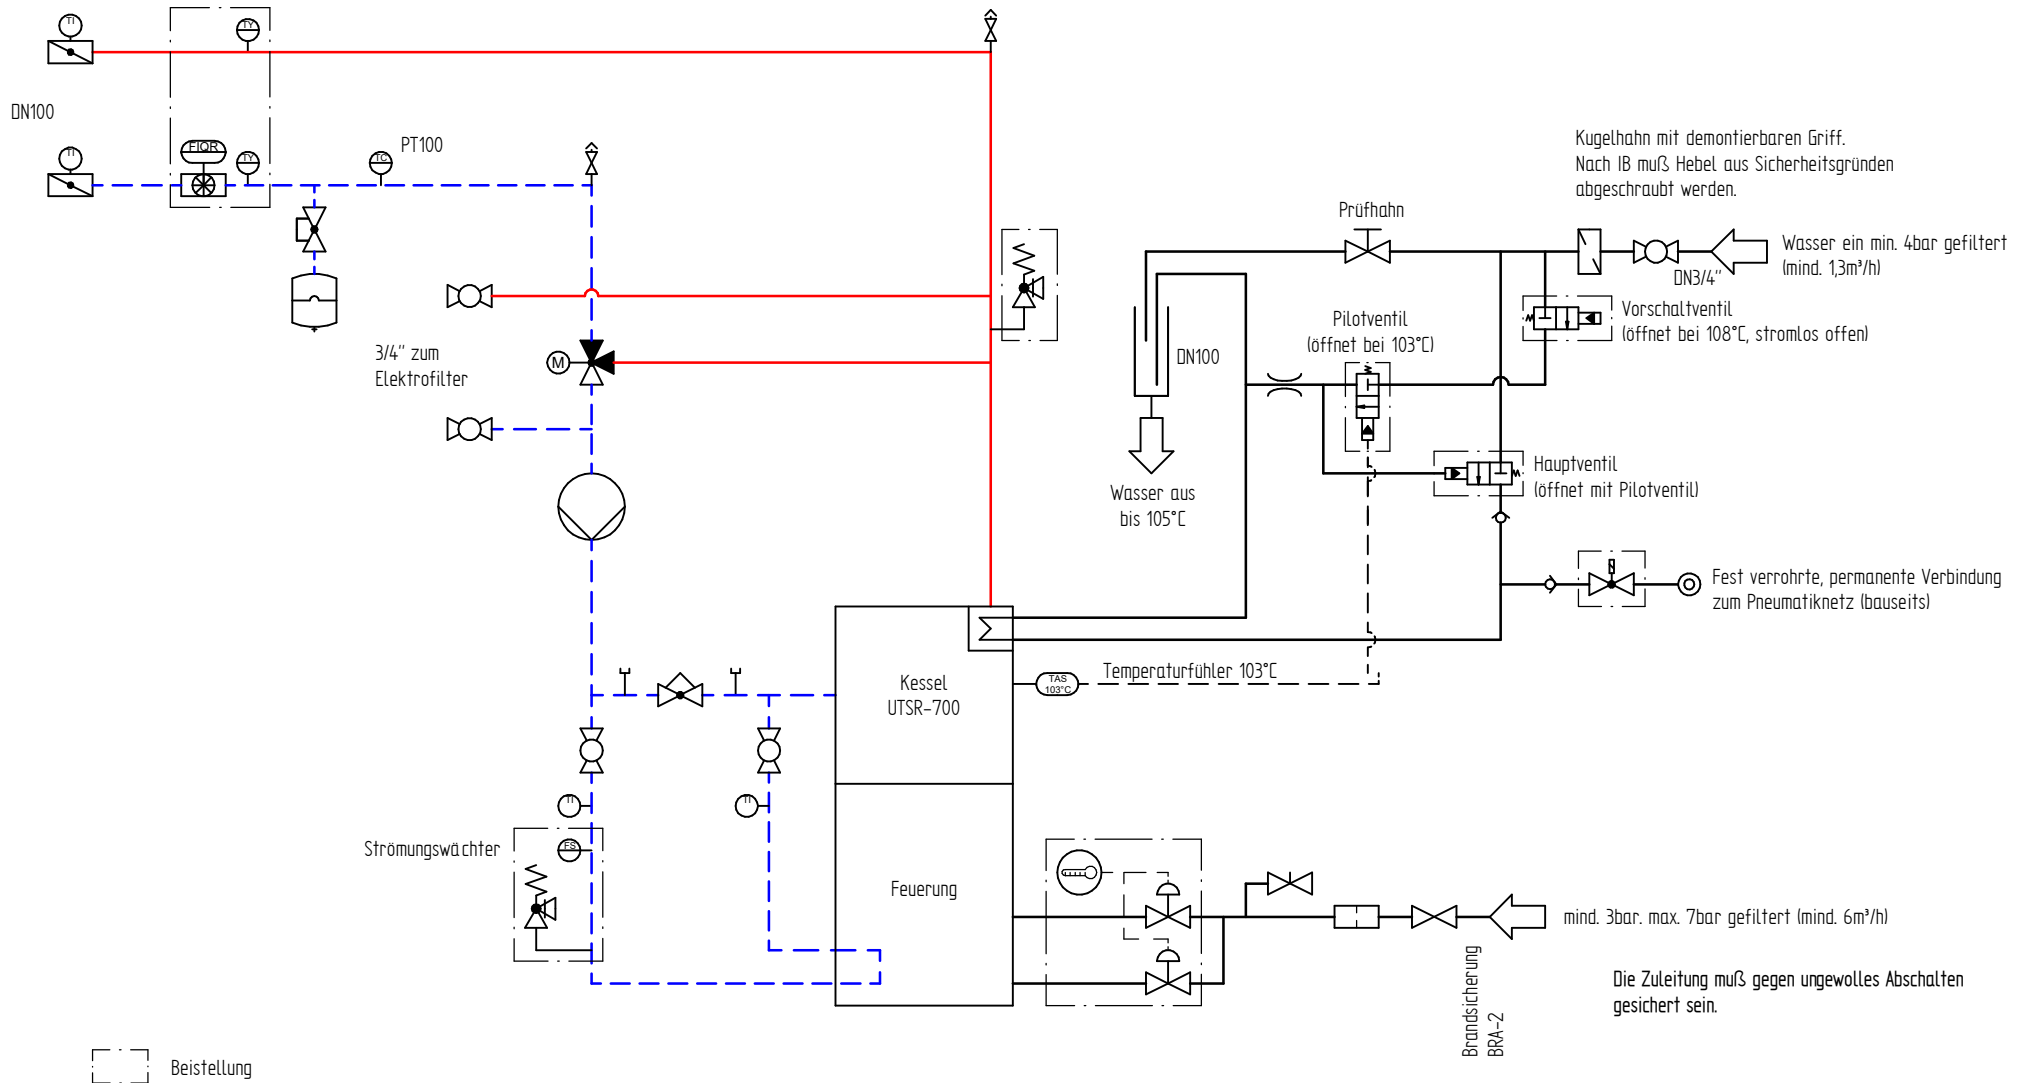 TI
TY
DN100
TI
FIQR
TY
TC
PT100
Kugelhahn mit demontierbaren Griff.
Nach IB muß Hebel aus Sicherheitsgründen
abgeschraubt werden.
Prüfhahn
Wasser ein min. 4bar gefiltert
(mind. 1,3m³/h)
DN3/4"
Vorschaltventil
(öffnet bei 108°C, stromlos offen)
Pilotventil
(öffnet bei 103°C)
DN100
3/4" zum
Elektrofilter
M
Wasser aus
bis 105°C
Hauptventil
(öffnet mit Pilotventil)
Fest verrohrte, permanente Verbindung
zum Pneumatiknetz (bauseits)
Kessel
UTSR-700
TAS
103°C
Temperaturfühler 103°C
TI
TI
Strömungswächter
FS
Feuerung
mind. 3bar. max. 7bar gefiltert (mind. 6m³/h)
Brandsicherung
BRA-2
Die Zuleitung muß gegen ungewolles Abschalten
gesichert sein.
Beistellung